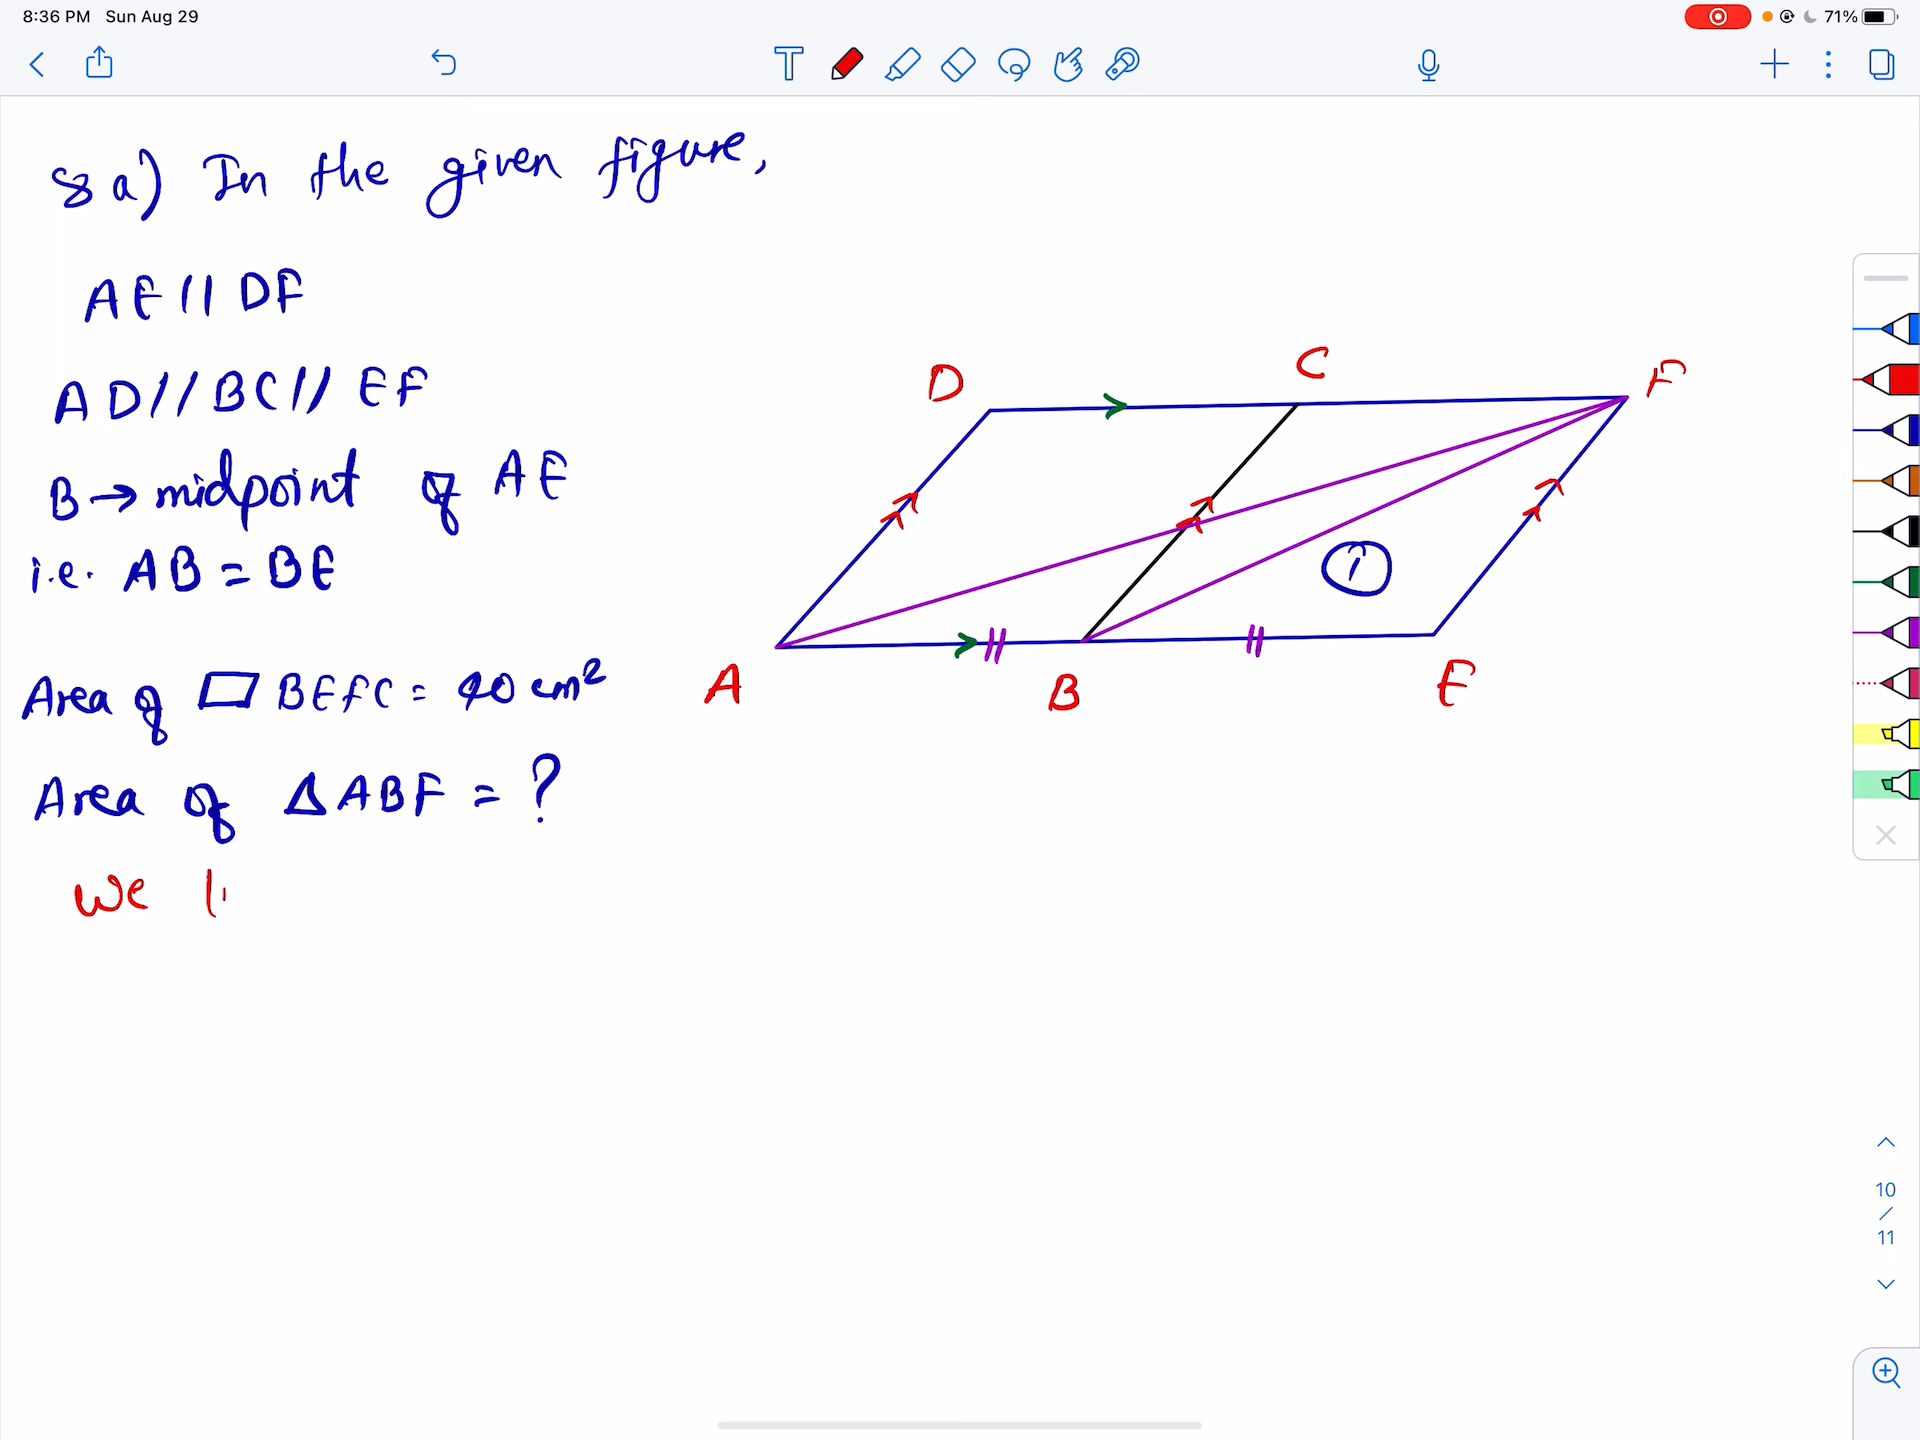 8:36 PM Sun Aug 29
71%
T
8 a) In the given figure,
AE // DF
AD // BC // EF
B → midpoint of AE
i.e. AB = BE
Area of ▱ BEFC = 40 cm²
Area of ΔABF = ?
We
D C F
i
A B E
10
/
11